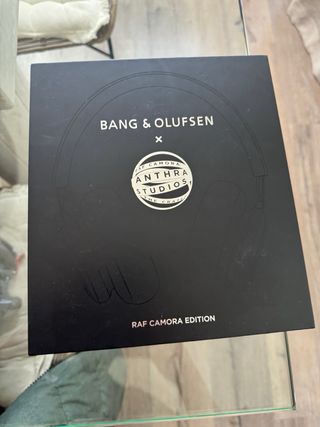 BANG & OLUFSEN
×
RAF CAMORA
ANTHRA
STUDIOS
RAF CAMORA EDITION